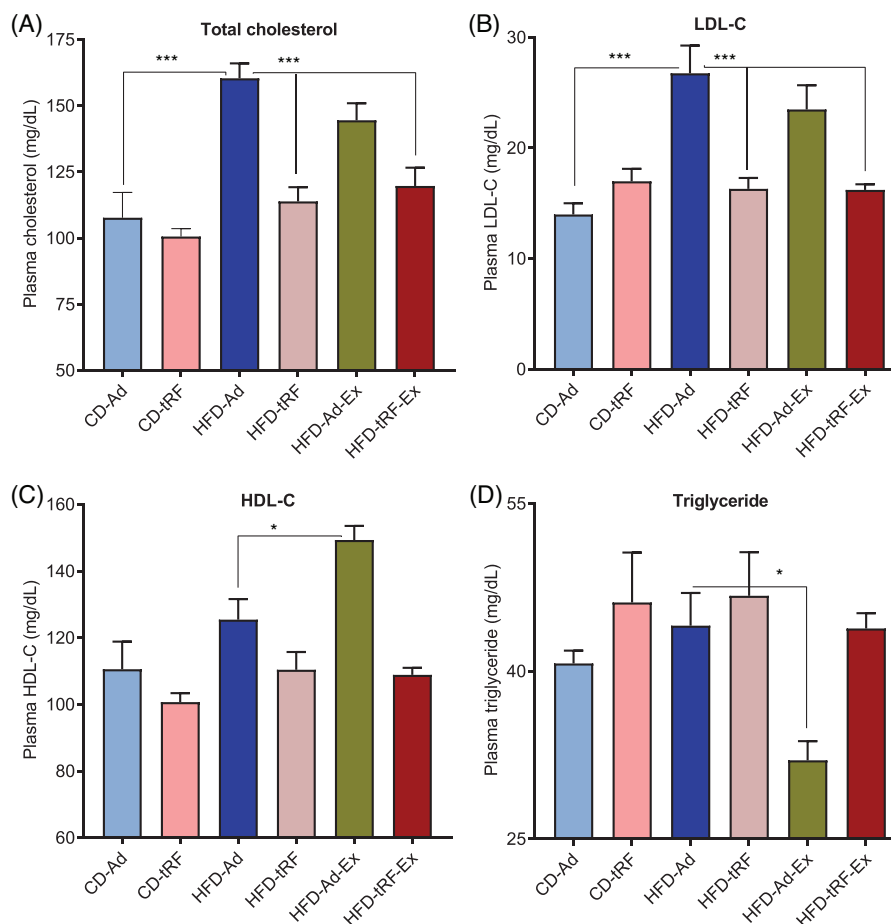 (A)
Total cholesterol
Plasma cholesterol (mg/dL)
175
150
125
100
75
50
***
***
CD-Ad
CD-tRF
HFD-Ad
HFD-tRF
HFD-Ad-Ex
HFD-tRF-Ex
(B)
LDL-C
Plasma LDL-C (mg/dL)
30
20
10
0
***
***
CD-Ad
CD-tRF
HFD-Ad
HFD-tRF
HFD-Ad-Ex
HFD-tRF-Ex
(C)
HDL-C
Plasma HDL-C (mg/dL)
160
140
120
100
80
60
*
CD-Ad
CD-tRF
HFD-Ad
HFD-tRF
HFD-Ad-Ex
HFD-tRF-Ex
(D)
Triglyceride
Plasma triglyceride (mg/dL)
55
40
25
*
CD-Ad
CD-tRF
HFD-Ad
HFD-tRF
HFD-Ad-Ex
HFD-tRF-Ex